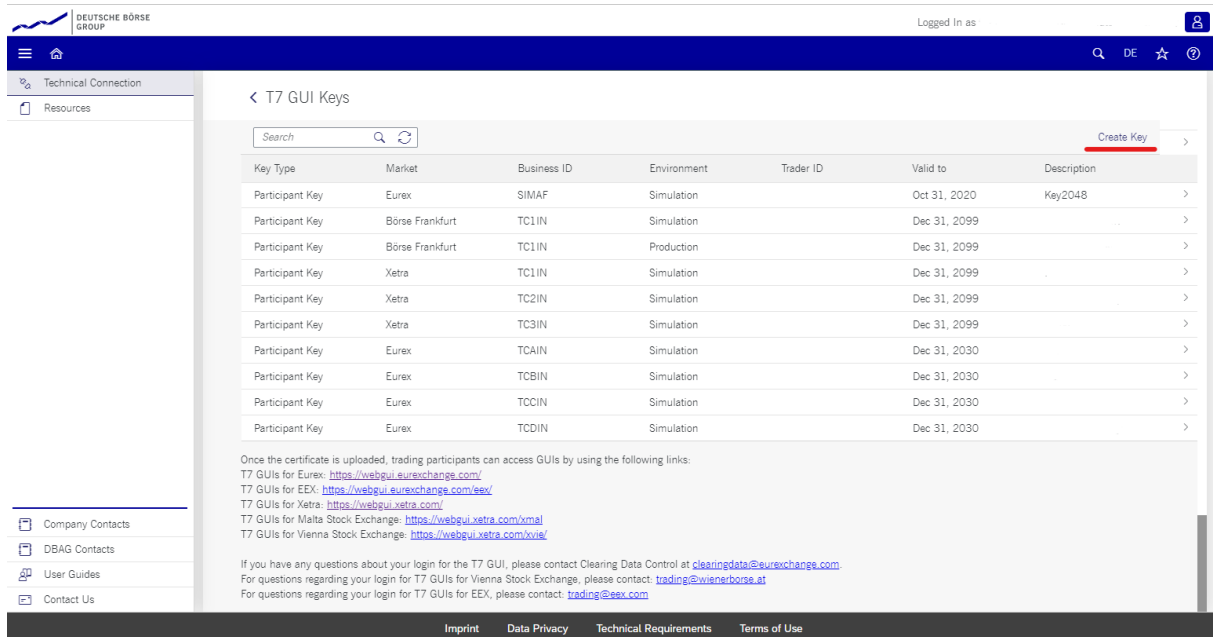 DEUTSCHE BÖRSE
GROUP
Logged In as
DE
Technical Connection
Resources
T7 GUI Keys
Search
Create Key
Key Type Market Business ID Environment Trader ID Valid to Description
Participant Key Eurex SIMAF Simulation Oct 31, 2020 Key2048
Participant Key Börse Frankfurt TC1IN Simulation Dec 31, 2099
Participant Key Börse Frankfurt TC1IN Production Dec 31, 2099
Participant Key Xetra TC1IN Simulation Dec 31, 2099
Participant Key Xetra TC2IN Simulation Dec 31, 2099
Participant Key Xetra TC3IN Simulation Dec 31, 2099
Participant Key Eurex TCAIN Simulation Dec 31, 2030
Participant Key Eurex TCBIN Simulation Dec 31, 2030
Participant Key Eurex TCCIN Simulation Dec 31, 2030
Participant Key Eurex TCDIN Simulation Dec 31, 2030
Once the certificate is uploaded, trading participants can access GUIs by using the following links:
T7 GUIs for Eurex: https://webgui.eurexchange.com/
T7 GUIs for EEX: https://webgui.eurexchange.com/eex/
T7 GUIs for Xetra: https://webgui.xetra.com/
T7 GUIs for Malta Stock Exchange: https://webgui.xetra.com/xmal
T7 GUIs for Vienna Stock Exchange: https://webgui.xetra.com/xvie/
If you have any questions about your login for the T7 GUI, please contact Clearing Data Control at clearingdata@eurexchange.com.
For questions regarding your login for T7 GUIs for Vienna Stock Exchange, please contact: trading@wienerborse.at
For questions regarding your login for T7 GUIs for EEX, please contact: trading@eex.com
Company Contacts
DBAG Contacts
User Guides
Contact Us
Imprint Data Privacy Technical Requirements Terms of Use